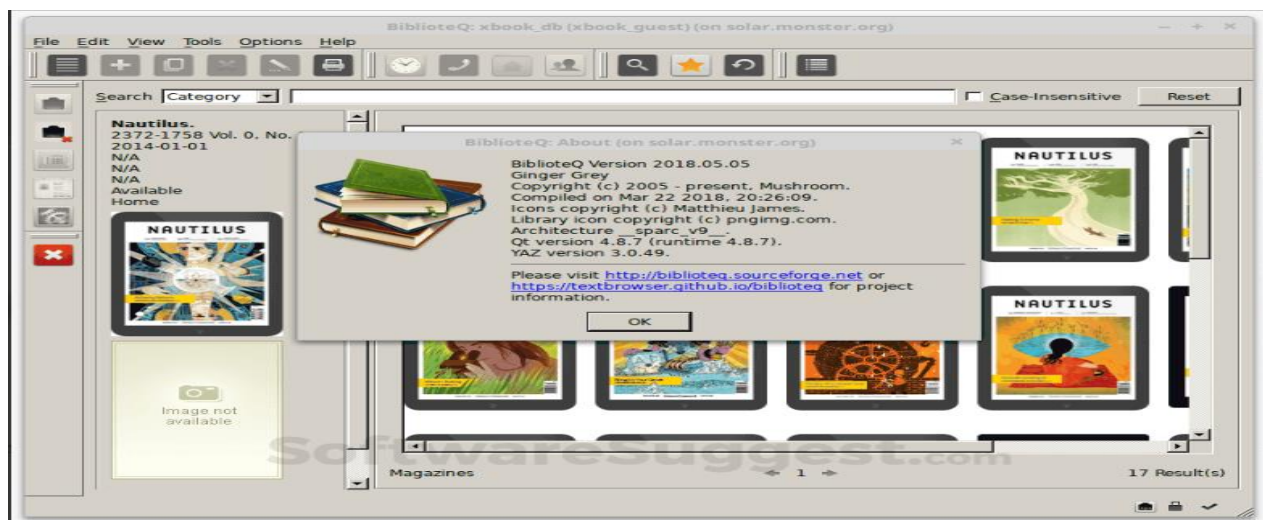 BiblioteQ: xbook_db (xbook_guest) (on solar.monster.org)
File Edit View Tools Options Help
Search Category Case-Insensitive Reset
Nautilus.
2372-1758 Vol. 0, No.
2014-01-01
N/A
N/A
N/A
Available
Home
NAUTILUS
Image not
available
BiblioteQ: About (on solar.monster.org)
BiblioteQ Version 2018.05.05
Ginger Grey
Copyright (c) 2005 - present, Mushroom.
Compiled on Mar 22 2018, 20:26:09.
Icons copyright (c) Matthieu James.
Library icon copyright (c) pngimg.com.
Architecture __sparc_v9__.
Qt version 4.8.7 (runtime 4.8.7).
YAZ version 3.0.49.
Please visit http://biblioteq.sourceforge.net or
https://textbrowser.github.io/biblioteq for project
information.
OK
NAUTILUS
NAUTILUS
SoftwareSuggest.com
Magazines 1 17 Result(s)